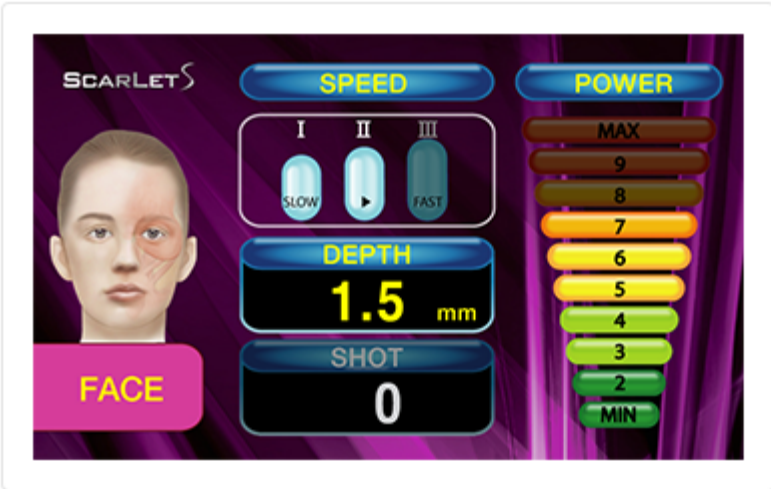 SCARLET S
SPEED
I II III
SLOW FAST
DEPTH
1.5 mm
SHOT
0
FACE
POWER
MAX
9
8
7
6
5
4
3
2
MIN